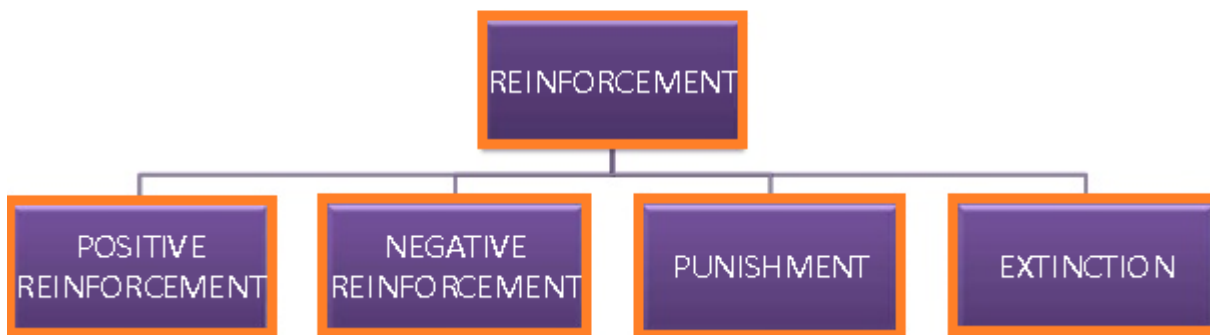 REINFORCEMENT
POSITIVE
REINFORCEMENT
NEGATIVE
REINFORCEMENT
PUNISHMENT
EXTINCTION